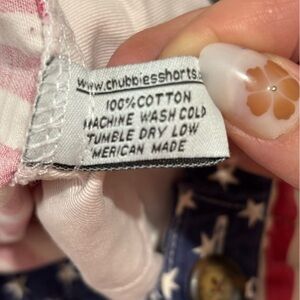 www.chubbiesshorts.
100% COTTON
MACHINE WASH COLD
TUMBLE DRY LOW
MERICAN MADE